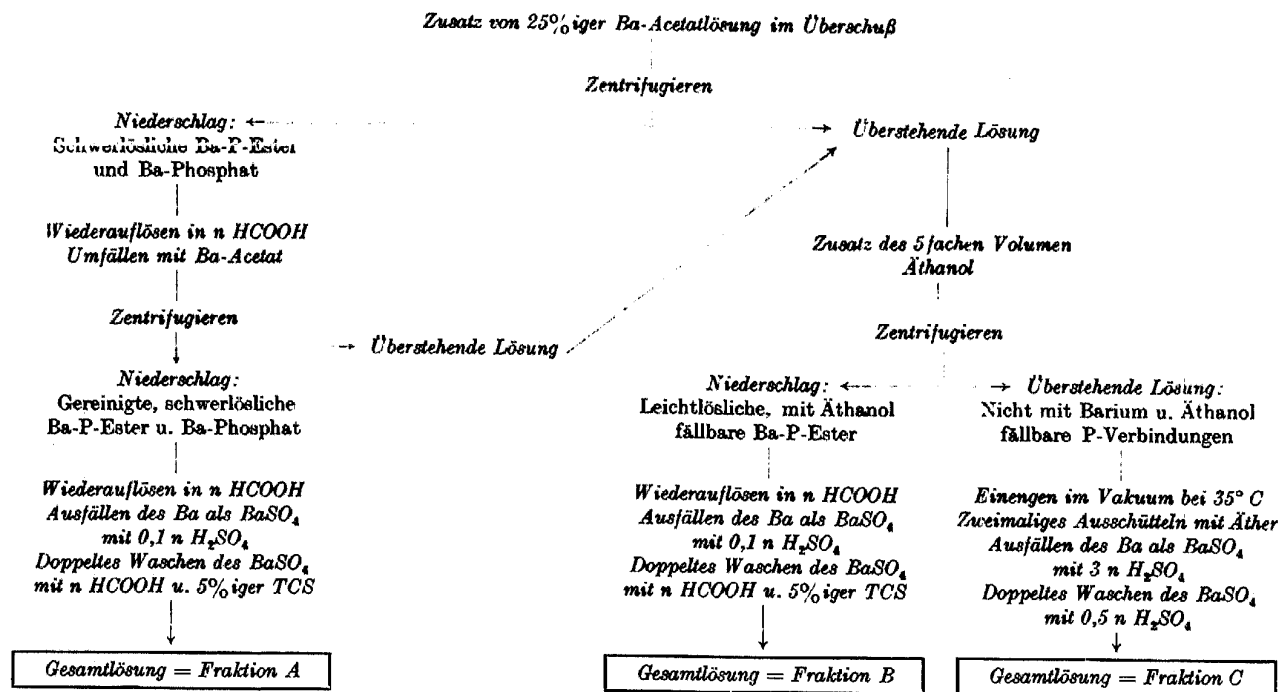 Zusatz von 25%iger Ba-Acetatlösung im Überschuß
Zentrifugieren
Niederschlag:
Schwerlösliche Ba-P-Ester
und Ba-Phosphat
Wiederauflösen in n HCOOH
Umfällen mit Ba-Acetat
Zentrifugieren
Überstehende Lösung
Niederschlag:
Gereinigte, schwerlösliche
Ba-P-Ester u. Ba-Phosphat
Wiederauflösen in n HCOOH
Ausfällen des Ba als BaSO₄
mit 0,1 n H₂SO₄
Doppeltes Waschen des BaSO₄
mit n HCOOH u. 5%iger TCS
Gesamtlösung = Fraktion A
Überstehende Lösung
Zusatz des 5fachen Volumen
Äthanol
Zentrifugieren
Niederschlag:
Leichtlösliche, mit Äthanol
fällbare Ba-P-Ester
Wiederauflösen in n HCOOH
Ausfällen des Ba als BaSO₄
mit 0,1 n H₂SO₄
Doppeltes Waschen des BaSO₄
mit n HCOOH u. 5%iger TCS
Gesamtlösung = Fraktion B
Überstehende Lösung:
Nicht mit Barium u. Äthanol
fällbare P-Verbindungen
Einengen im Vakuum bei 35° C
Zweimaliges Ausschütteln mit Äther
Ausfällen des Ba als BaSO₄
mit 3 n H₂SO₄
Doppeltes Waschen des BaSO₄
mit 0,5 n H₂SO₄
Gesamtlösung = Fraktion C